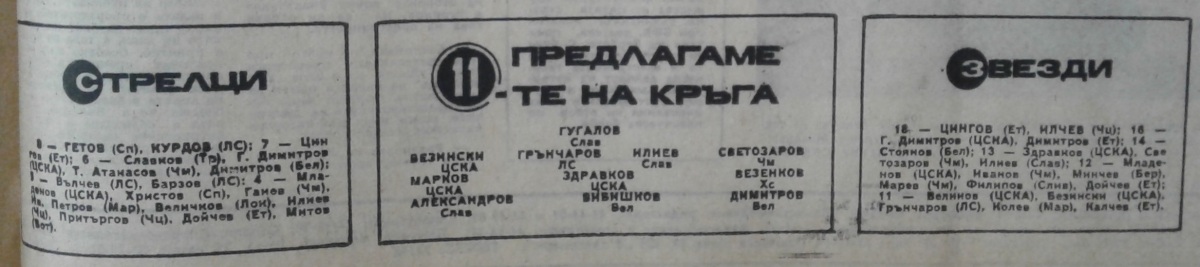 СТРЕЛЦИ
8 — ГЕТОВ (Сп), КУРДОВ (ЛС); 7 — Цин
гов (Ет); 6 — Славков (Тр), Г. Димитров
(ЦСКА), Т. Атанасов (Чм), Димитров (Бел);
5 — Вълчев (ЛС), Барзов (ЛС); 4 — Мла-
денов (ЦСКА), Христов (Сп), Ганев (Чм),
Ив. Петров (Мар), Величков (Лок), Илиев
(Чц), Притъргов (Чц), Дойчев (Ет), Митов
(Бот).
ПРЕДЛАГАМЕ
11-ТЕ НА КРЪГА
ГУГАЛОВ
Слав
ВЕЗИНСКИ ГРЪНЧАРОВ ИЛИЕВ СВЕТОЗАРОВ
ЦСКА ЛС Слав Чм
МАРКОВ ЗДРАВКОВ ВЕЗЕНКОВ
ЦСКА ЦСКА Хс
АЛЕКСАНДРОВ БИБИШКОВ ДИМИТРОВ
Слав Бел Бел
ЗВЕЗДИ
18 — ЦИНГОВ (Ет), ИЛЧЕВ (Чц); 16 —
Г. Димитров (ЦСКА), Димитров (Ет); 14 —
Стоянов (Бел); 13 — Здравков (ЦСКА), Све
тозаров (Чм), Илиев (Слав); 12 — Младе-
нов (ЦСКА), Иванов (Чм), Минчев (Бер),
Марев (Чм), Филипов (Слив), Дойчев (Ет);
11 — Великов (ЦСКА), Безински (ЦСКА),
Грънчаров (ЛС), Колев (Мар), Калчев (Ет).